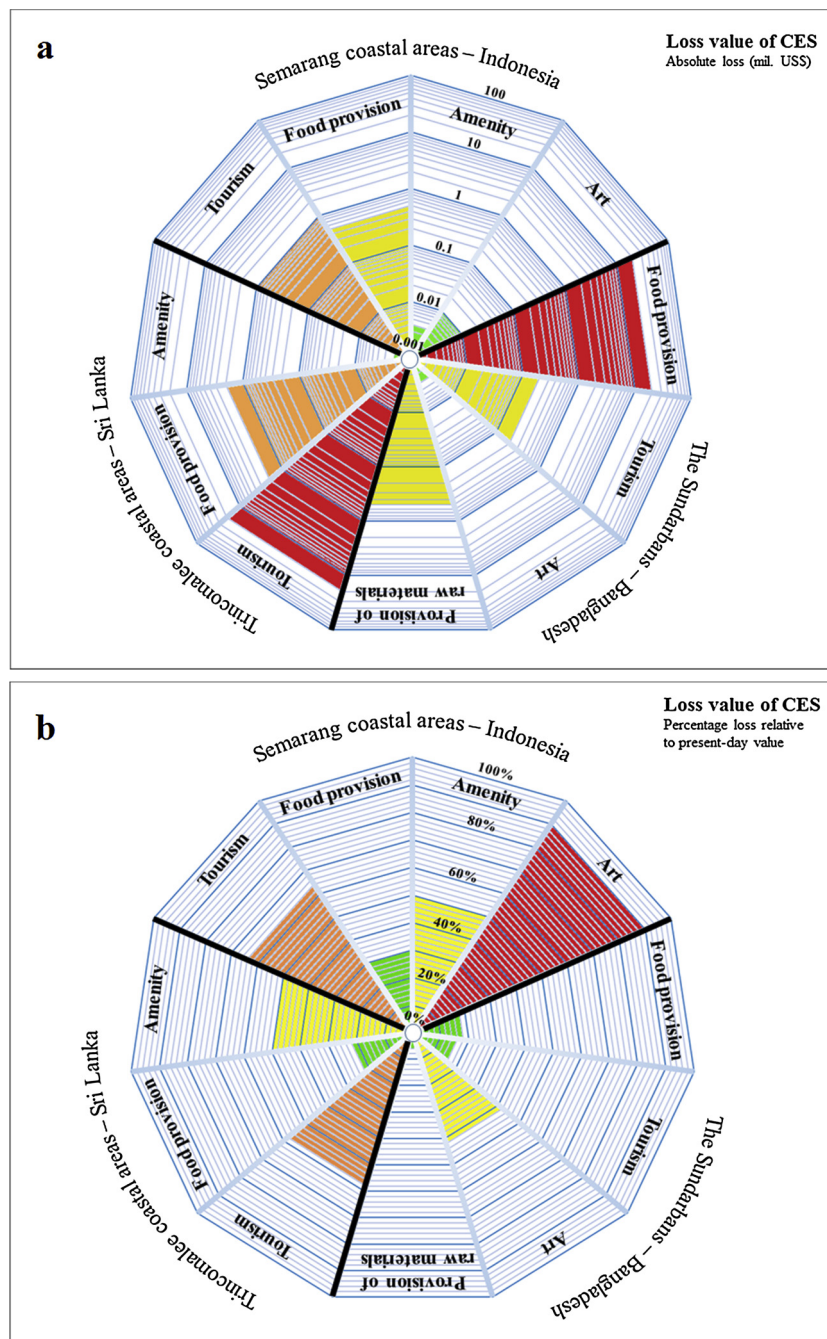 a
Loss value of CES
Absolute loss (mil. US$)
Semarang coastal areas – Indonesia
Food provision
Amenity
Art
Tourism
100
10
1
0.1
0.01
0.001
Food provision
Tourism
Art
Provision of
raw materials
The Sundarbans – Bangladesh
Amenity
Food provision
Tourism
Trincomalee coastal areas – Sri Lanka
b
Loss value of CES
Percentage loss relative
to present-day value
Semarang coastal areas – Indonesia
Food provision
Amenity
Art
Tourism
100%
80%
60%
40%
20%
0%
Food provision
Tourism
Art
Provision of
raw materials
The Sundarbans – Bangladesh
Amenity
Food provision
Tourism
Trincomalee coastal areas – Sri Lanka